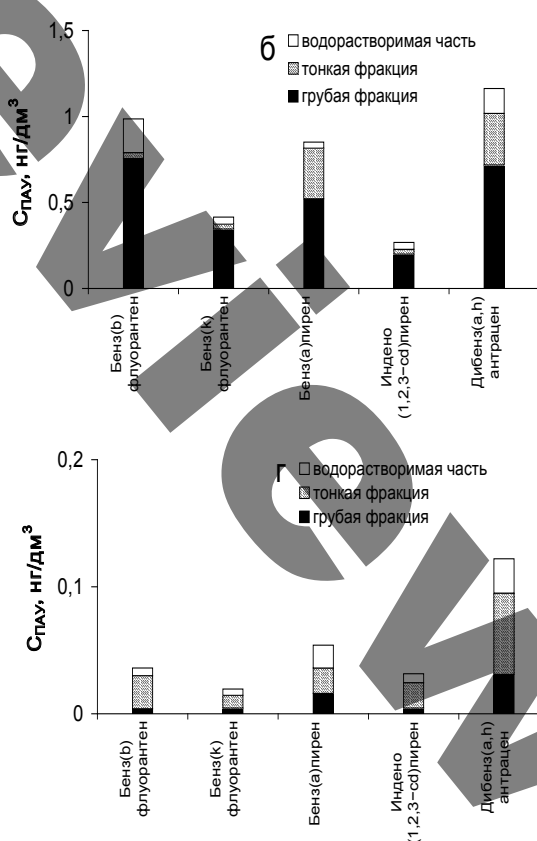 1,5
б
водорастворимая часть
тонкая фракция
грубая фракция
1
0,5
0
СПАУ, нг/дм3
Бенз(b)
флуорантен
Бенз(k)
флуорантен
Бенз(a)пирен
Индено
(1,2,3−cd)пирен
Дибенз(a,h)
антрацен
0,2
г
водорастворимая часть
тонкая фракция
грубая фракция
0,1
0
СПАУ, нг/дм3
Бенз(b)
флуорантен
Бенз(k)
флуорантен
Бенз(a)пирен
Индено
(1,2,3−cd)пирен
Дибенз(a,h)
антрацен
eview